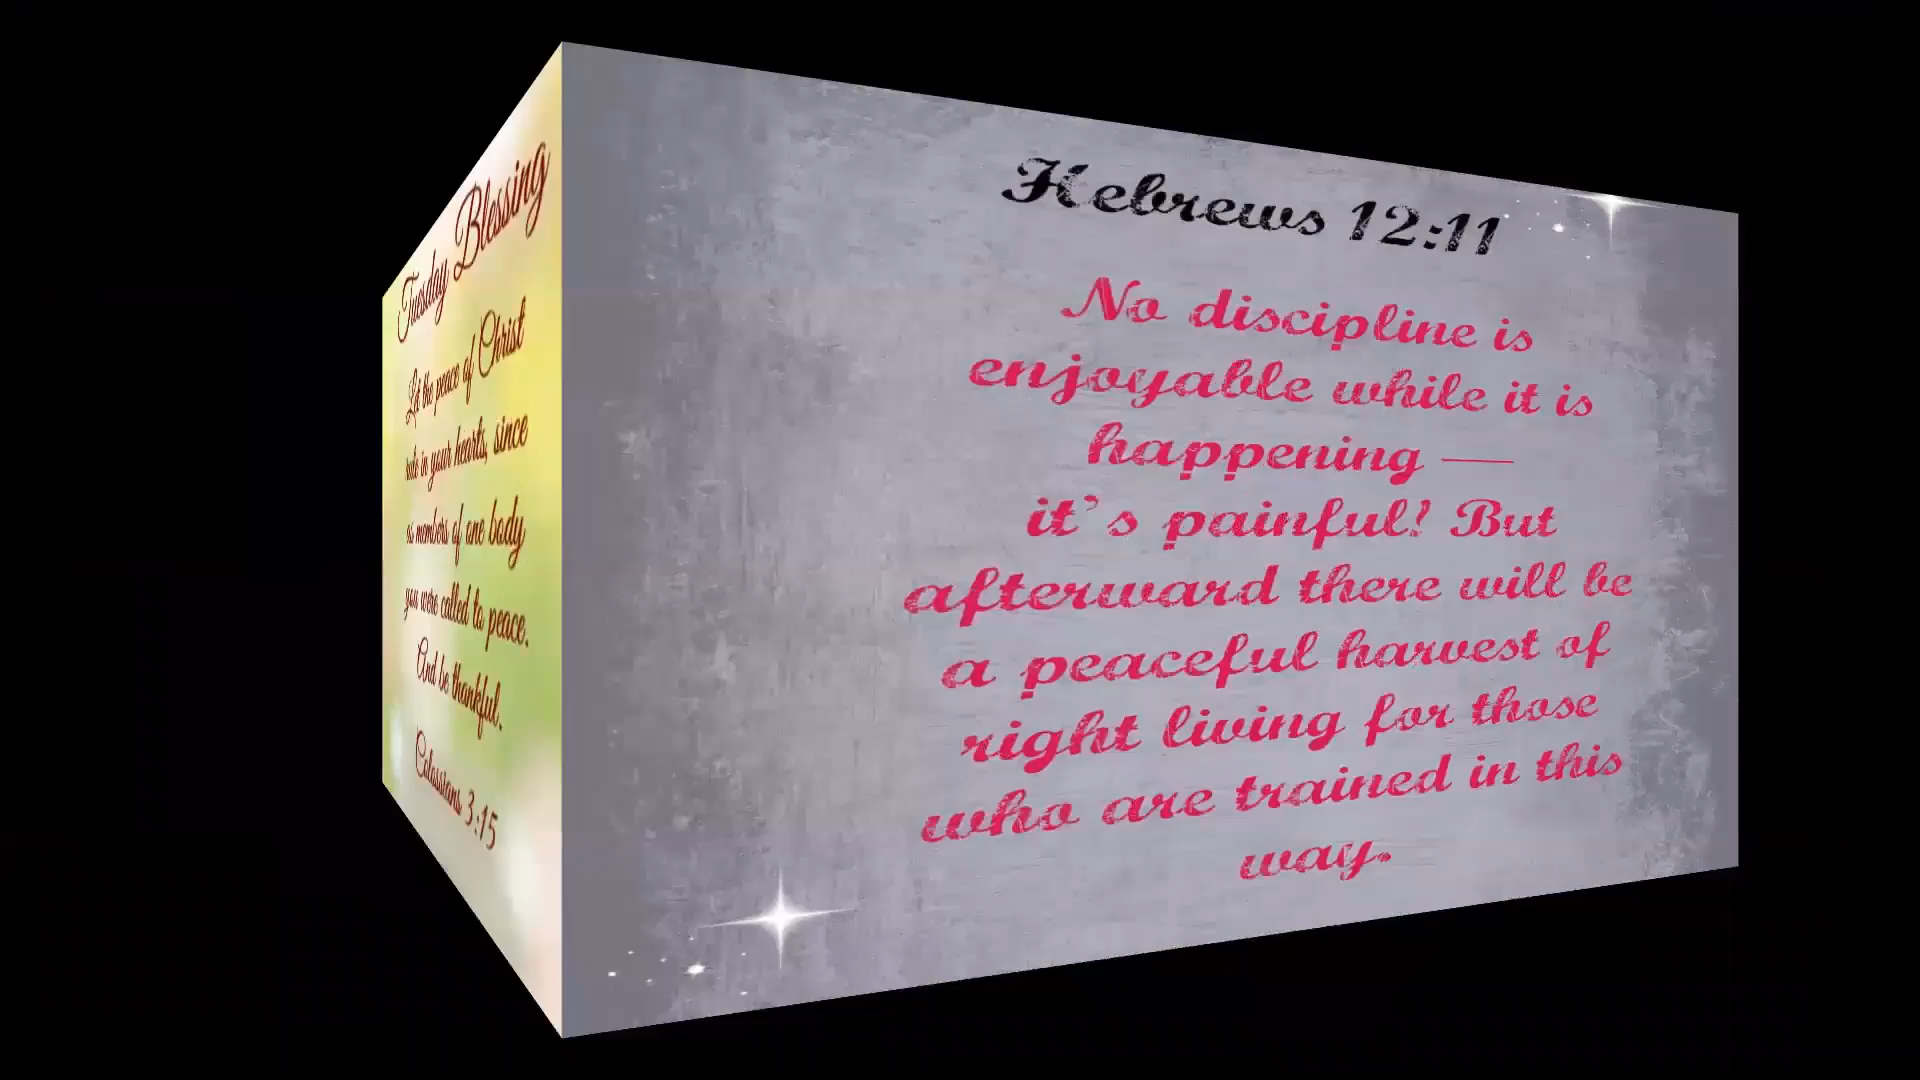 Tuesday Blessing
Let the peace of Christ
rule in your hearts, since
as members of one body
you were called to peace.
And be thankful.
Colossians 3:15
Hebrews 12:11
No discipline is
enjoyable while it is
happening —
it's painful! But
afterward there will be
a peaceful harvest of
right living for those
who are trained in this
way.